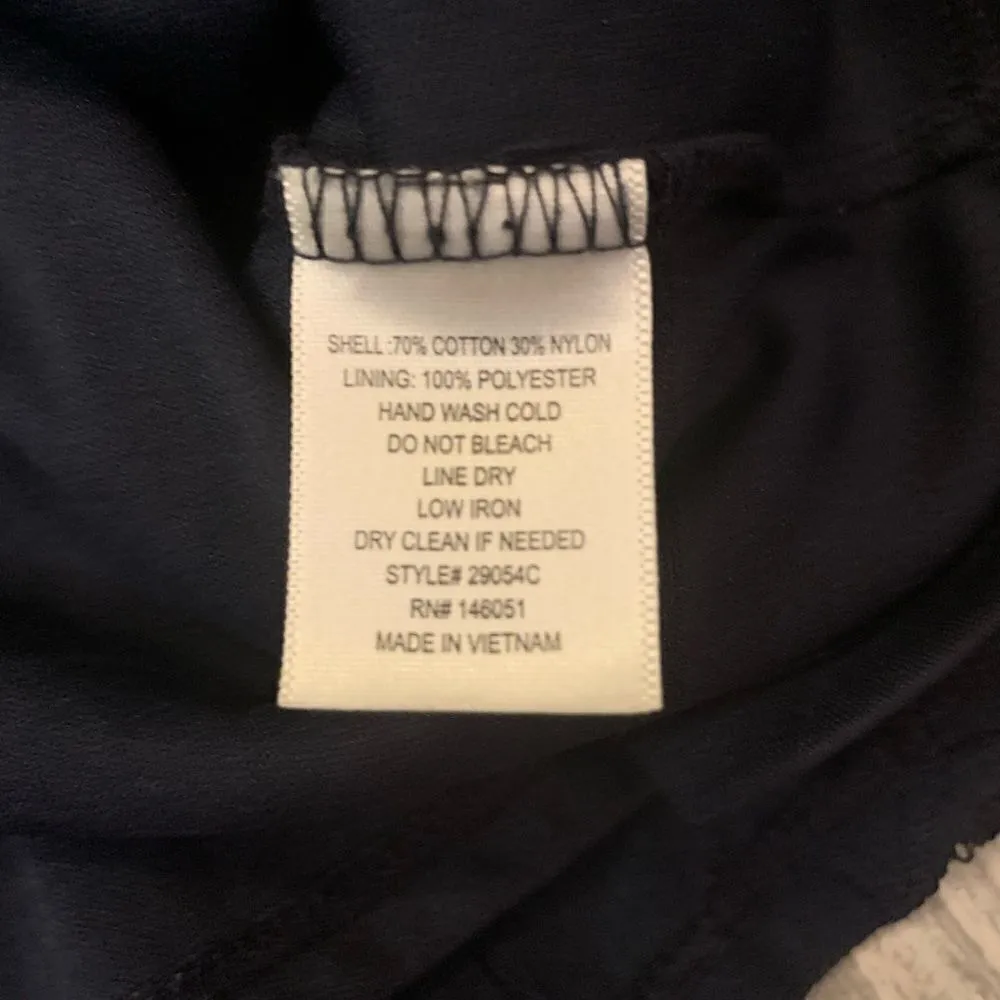 SHELL :70% COTTON 30% NYLON
LINING: 100% POLYESTER
HAND WASH COLD
DO NOT BLEACH
LINE DRY
LOW IRON
DRY CLEAN IF NEEDED
STYLE# 29054C
RN# 146051
MADE IN VIETNAM